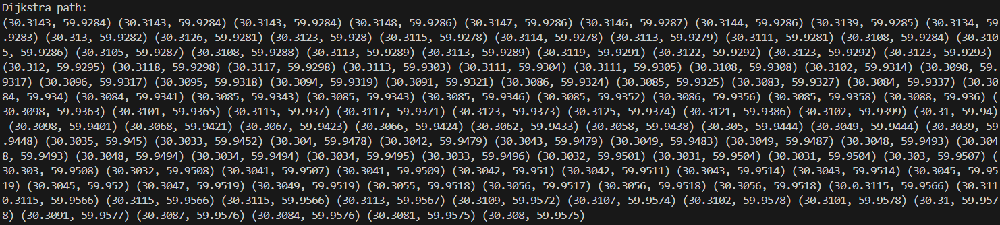 Dijkstra path:
(30.3143, 59.9284) (30.3143, 59.9284) (30.3143, 59.9284) (30.3148, 59.9286) (30.3147, 59.9286) (30.3146, 59.9287) (30.3144, 59.9286) (30.3139, 59.9285) (30.3134, 59
.9283) (30.313, 59.9282) (30.3126, 59.9281) (30.3123, 59.928) (30.3115, 59.9278) (30.3114, 59.9278) (30.3113, 59.9279) (30.3111, 59.9281) (30.3108, 59.9284) (30.310
5, 59.9286) (30.3105, 59.9287) (30.3108, 59.9288) (30.3113, 59.9289) (30.3113, 59.9289) (30.3119, 59.9291) (30.3122, 59.9292) (30.3123, 59.9292) (30.3123, 59.9293)
(30.312, 59.9295) (30.3118, 59.9298) (30.3117, 59.9298) (30.3113, 59.9303) (30.3111, 59.9304) (30.3111, 59.9305) (30.3108, 59.9308) (30.3102, 59.9314) (30.3098, 59.
9317) (30.3096, 59.9317) (30.3095, 59.9318) (30.3094, 59.9319) (30.3091, 59.9321) (30.3086, 59.9324) (30.3085, 59.9325) (30.3083, 59.9327) (30.3084, 59.9337) (30.30
84, 59.934) (30.3084, 59.9341) (30.3085, 59.9343) (30.3085, 59.9343) (30.3085, 59.9346) (30.3085, 59.9352) (30.3086, 59.9356) (30.3085, 59.9358) (30.3088, 59.936) (
30.3098, 59.9363) (30.3101, 59.9365) (30.3115, 59.937) (30.3117, 59.9371) (30.3123, 59.9373) (30.3125, 59.9374) (30.3121, 59.9386) (30.3102, 59.9399) (30.31, 59.94)
(30.3098, 59.9401) (30.3068, 59.9421) (30.3067, 59.9423) (30.3066, 59.9424) (30.3062, 59.9433) (30.3058, 59.9438) (30.305, 59.9444) (30.3049, 59.9444) (30.3039, 59
.9448) (30.3035, 59.945) (30.3033, 59.9452) (30.304, 59.9478) (30.3042, 59.9479) (30.3043, 59.9479) (30.3049, 59.9483) (30.3049, 59.9487) (30.3048, 59.9493) (30.304
8, 59.9493) (30.3048, 59.9494) (30.3034, 59.9494) (30.3034, 59.9495) (30.3033, 59.9496) (30.3032, 59.9501) (30.3031, 59.9504) (30.3031, 59.9504) (30.303, 59.9507) (
30.303, 59.9508) (30.3032, 59.9508) (30.3041, 59.9507) (30.3041, 59.9509) (30.3042, 59.951) (30.3042, 59.9511) (30.3043, 59.9514) (30.3043, 59.9514) (30.3045, 59.95
19) (30.3045, 59.952) (30.3047, 59.9519) (30.3049, 59.9519) (30.3055, 59.9518) (30.3056, 59.9517) (30.3056, 59.9518) (30.3056, 59.9518) (30.0.3115, 59.9566) (30.311
0.3115, 59.9566) (30.3115, 59.9566) (30.3115, 59.9566) (30.3113, 59.9567) (30.3109, 59.9572) (30.3107, 59.9574) (30.3102, 59.9578) (30.3101, 59.9578) (30.31, 59.957
8) (30.3091, 59.9577) (30.3087, 59.9576) (30.3084, 59.9576) (30.3081, 59.9575) (30.308, 59.9575)